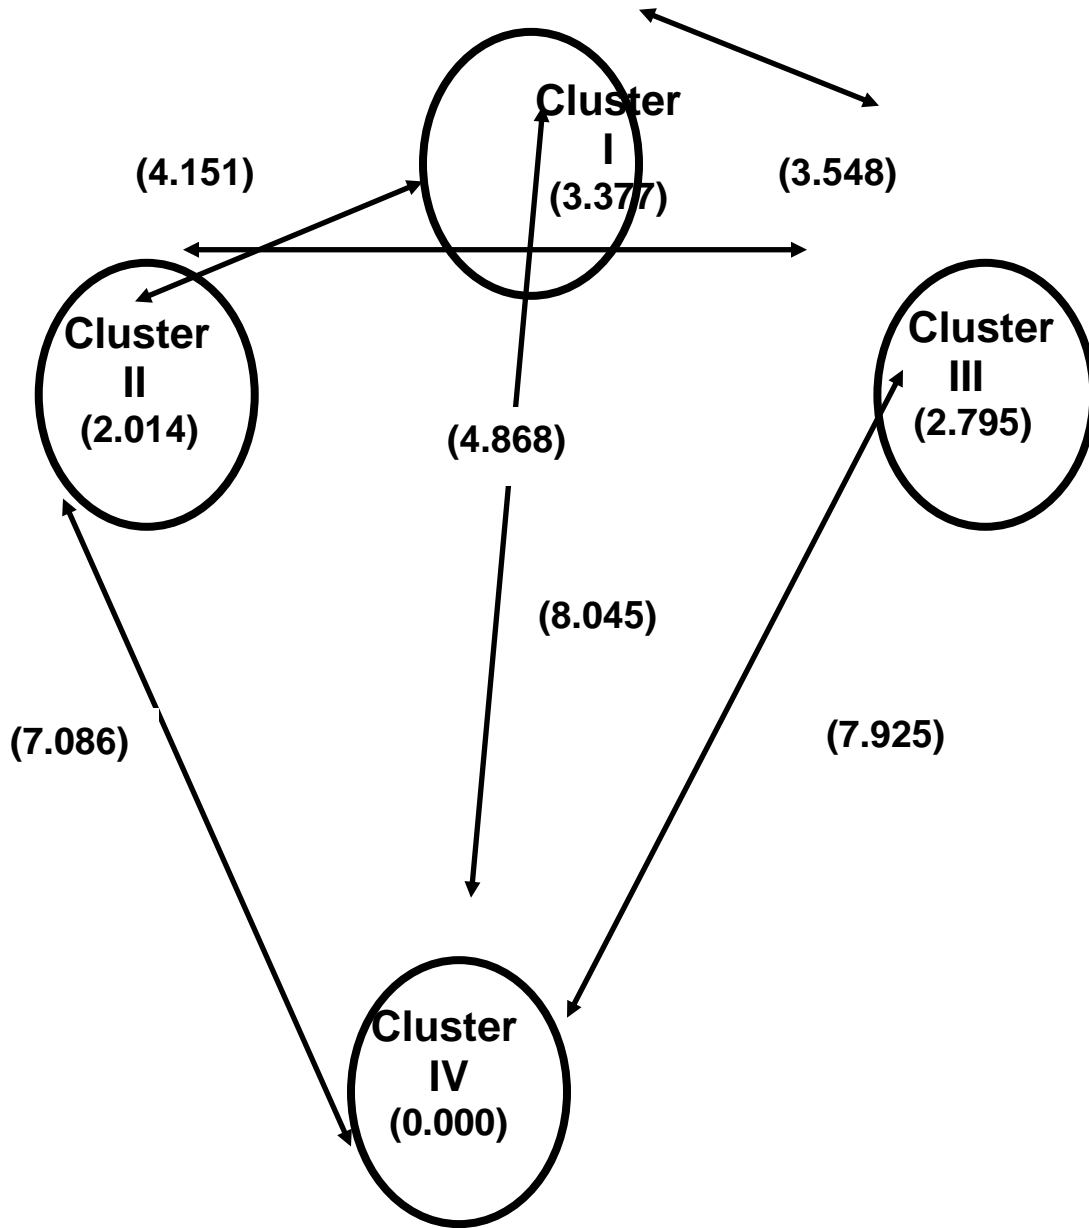 Cluster
I
(3.377)
(4.151)
(3.548)
Cluster
II
(2.014)
Cluster
III
(2.795)
(4.868)
(8.045)
(7.086)
(7.925)
Cluster
IV
(0.000)